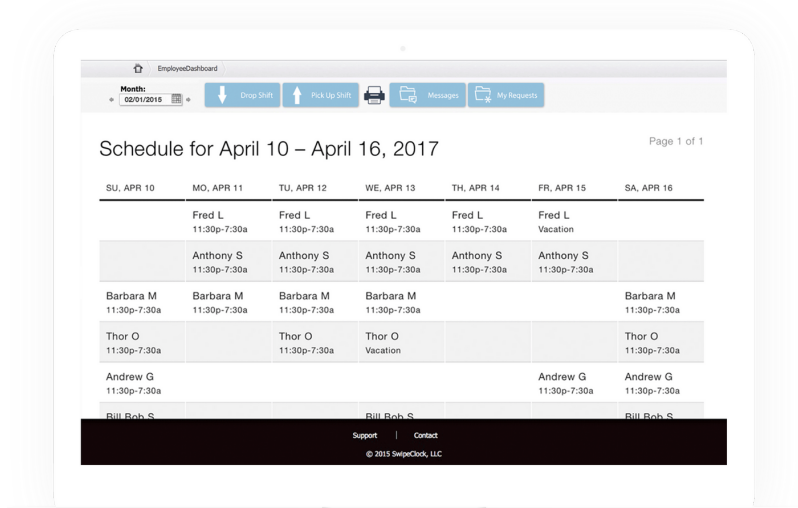 EmployeeDashboard
Month:
02/01/2015
Drop Shift
Pick Up Shift
Messages
My Requests
Schedule for April 10 – April 16, 2017
Page 1 of 1
SU, APR 10 MO, APR 11 TU, APR 12 WE, APR 13 TH, APR 14 FR, APR 15 SA, APR 16
Fred L Fred L Fred L Fred L Fred L
11:30p-7:30a 11:30p-7:30a 11:30p-7:30a 11:30p-7:30a Vacation
Anthony S Anthony S Anthony S Anthony S Anthony S
11:30p-7:30a 11:30p-7:30a 11:30p-7:30a 11:30p-7:30a 11:30p-7:30a
Barbara M Barbara M Barbara M Barbara M Barbara M
11:30p-7:30a 11:30p-7:30a 11:30p-7:30a 11:30p-7:30a 11:30p-7:30a
Thor O Thor O Thor O Thor O
11:30p-7:30a 11:30p-7:30a Vacation 11:30p-7:30a
Andrew G Andrew G Andrew G
11:30p-7:30a 11:30p-7:30a 11:30p-7:30a
Bill Bob S Bill Bob S Bill Bob S
Support | Contact
© 2015 SwipeClock, LLC